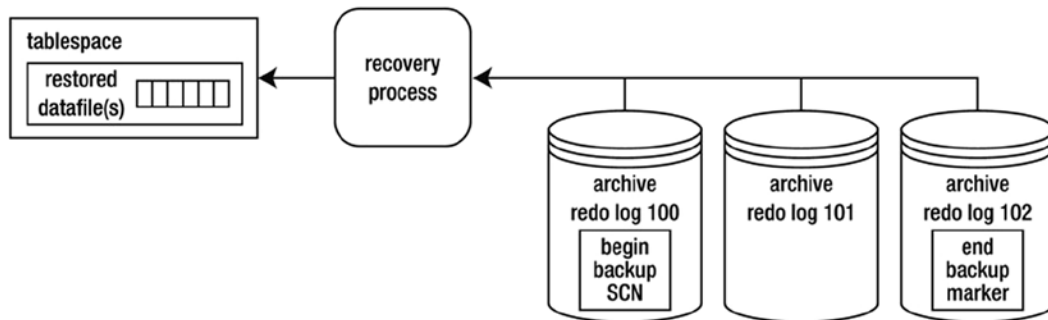 tablespace
restored
datafile(s)
recovery
process
archive
redo log 100
begin
backup
SCN
archive
redo log 101
archive
redo log 102
end
backup
marker